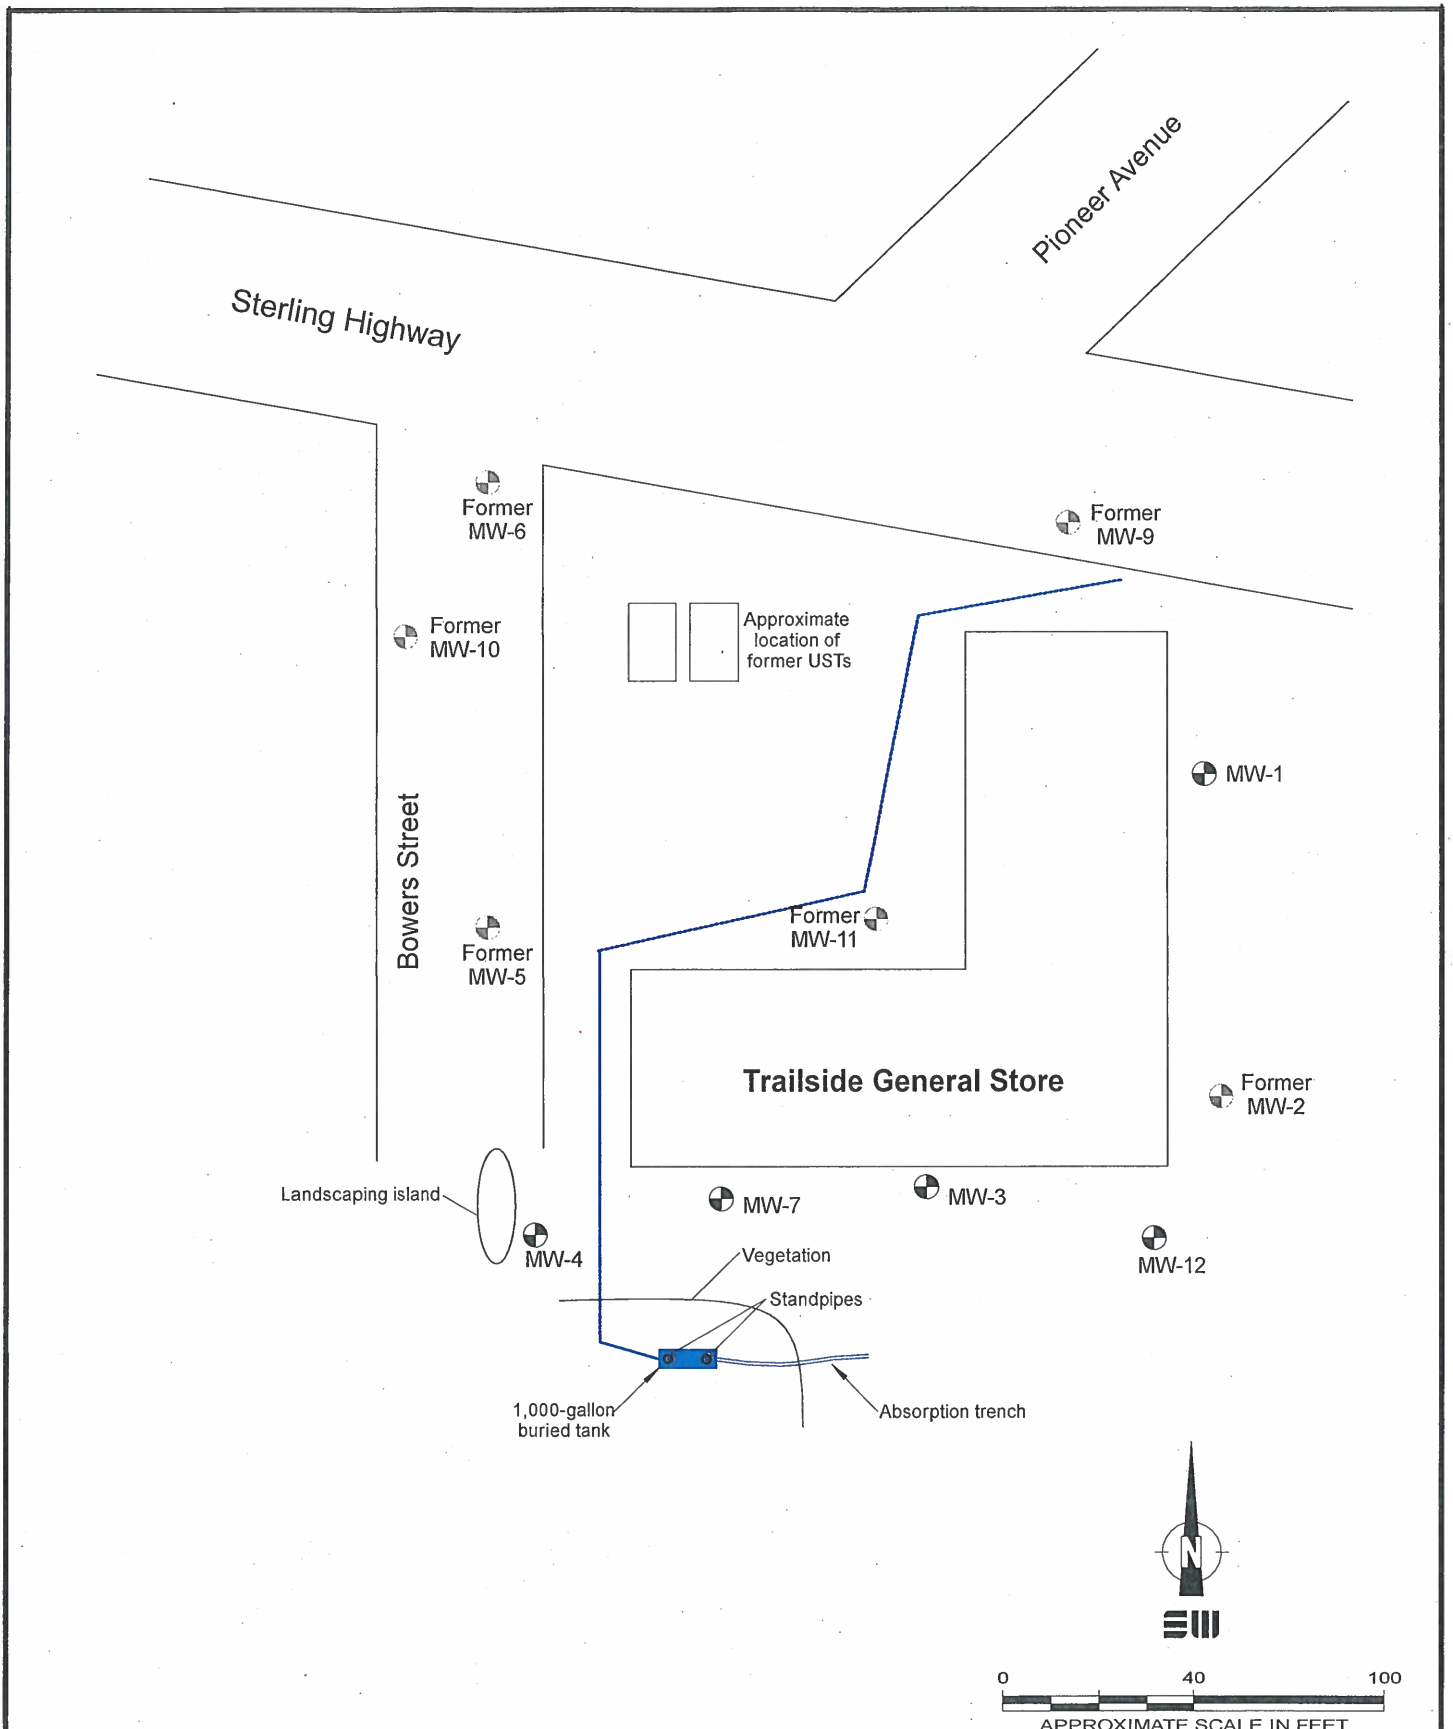 Pioneer Avenue
Sterling Highway
Former
MW-6
Former
MW-9
Former
MW-10
Approximate
location of
former USTs
MW-1
Bowers Street
Former
MW-11
Former
MW-5
Trailside General Store
Former
MW-2
Landscaping island
MW-7
MW-3
MW-4
MW-12
Vegetation
Standpipes
1,000-gallon
buried tank
Absorption trench
N
SW
0 40 100
APPROXIMATE SCALE IN FEET